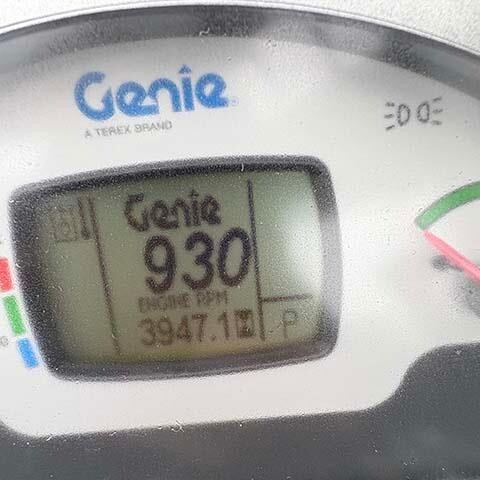 Genie
A TEREX BRAND
Genie
930
ENGINE RPM
3947.1
P